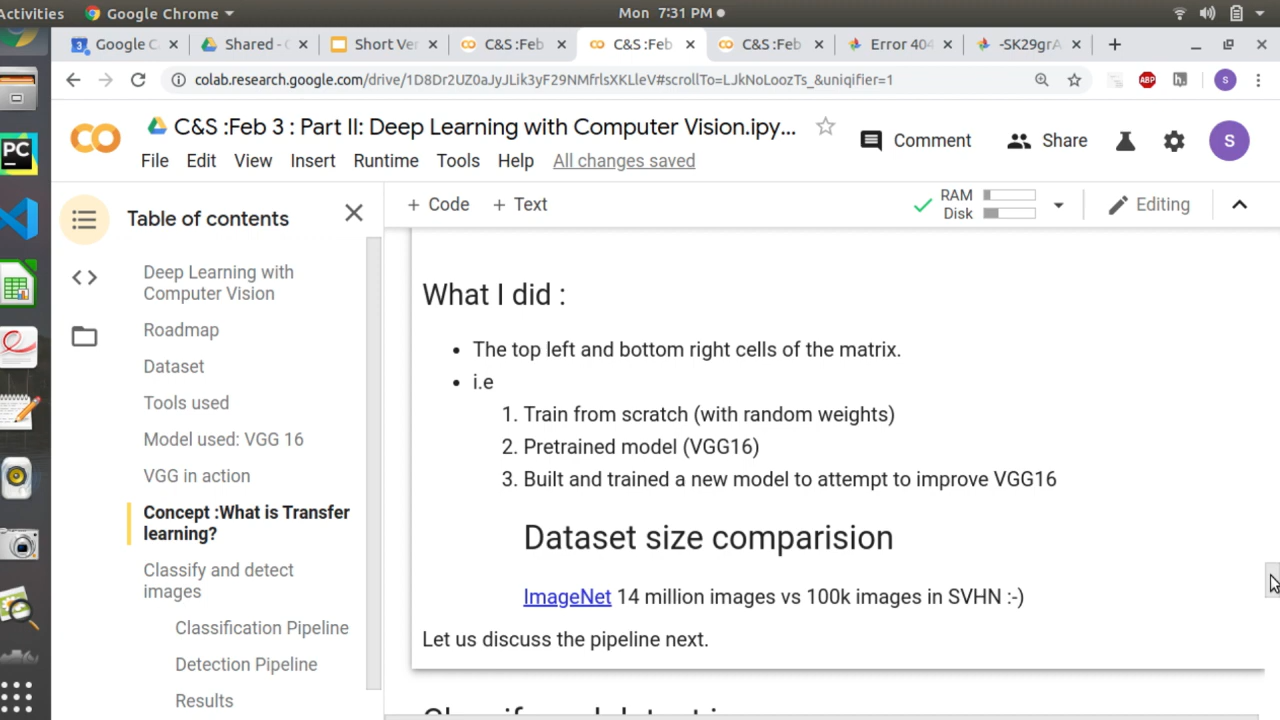 Activities Google Chrome Mon 7:31 PM
Google C Shared - C Short Ver C&S :Feb C&S :Feb C&S :Feb Error 404 -SK29grA
colab.research.google.com/drive/1D8Dr2UZ0aJyJLik3yF29NMfrlsXKLleV#scrollTo=LJkNoLoozTs_&uniqifier=1
ABP
h.
S
C&S :Feb 3 : Part II: Deep Learning with Computer Vision.ipy...
Comment Share S
File Edit View Insert Runtime Tools Help All changes saved
PC
Table of contents
+ Code + Text
RAM
Disk
Editing
Deep Learning with
Computer Vision
Roadmap
Dataset
Tools used
Model used: VGG 16
VGG in action
Concept :What is Transfer
learning?
Classify and detect
images
Classification Pipeline
Detection Pipeline
Results
What I did :
• The top left and bottom right cells of the matrix.
• i.e
1. Train from scratch (with random weights)
2. Pretrained model (VGG16)
3. Built and trained a new model to attempt to improve VGG16
Dataset size comparision
ImageNet 14 million images vs 100k images in SVHN :-)
Let us discuss the pipeline next.